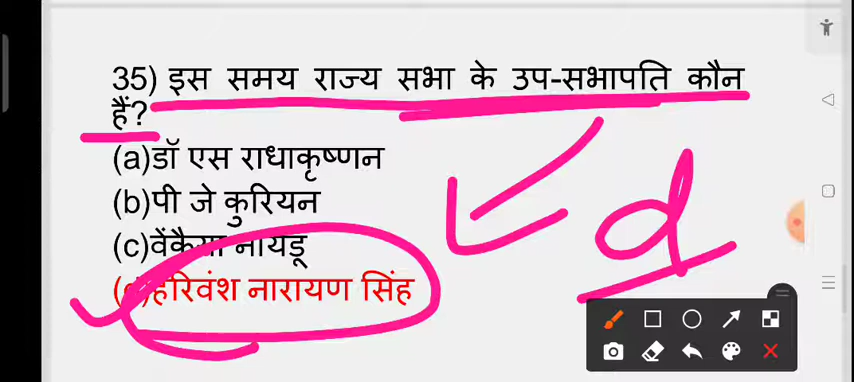 35) इस समय राज्य सभा के उप-सभापति कौन
हैं?
(a)डॉ एस राधाकृष्णन
(b)पी जे कुरियन
(c)वेंकैया नायडू
(d)हरिवंश नारायण सिंह
d